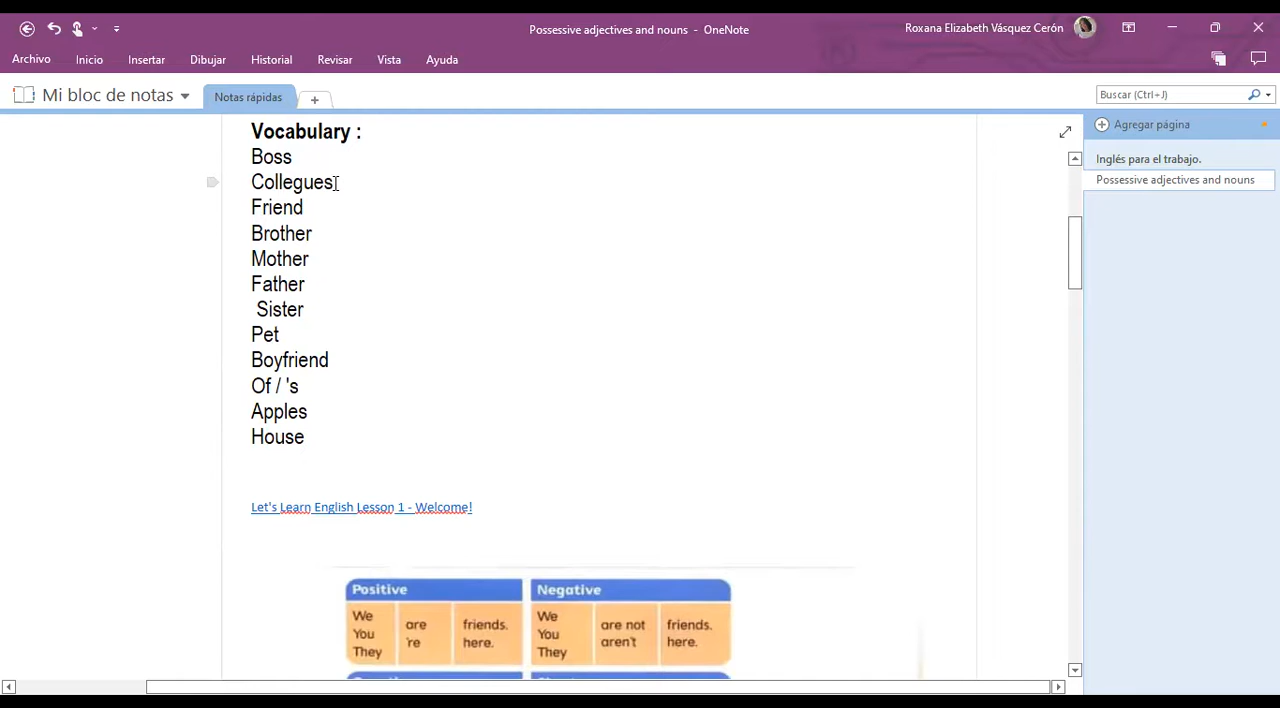 Possessive adjectives and nouns - OneNote
Roxana Elizabeth Vásquez Cerón
Archivo Inicio Insertar Dibujar Historial Revisar Vista Ayuda
Mi bloc de notas Notas rápidas
Buscar (Ctrl+J)
Agregar página
Inglés para el trabajo.
Possessive adjectives and nouns
Vocabulary :
Boss
Collegues
Friend
Brother
Mother
Father
Sister
Pet
Boyfriend
Of / 's
Apples
House
Let's Learn English Lesson 1 - Welcome!
Positive
We
You
They
are
're
friends.
here.
Negative
We
You
They
are not
aren't
friends.
here.